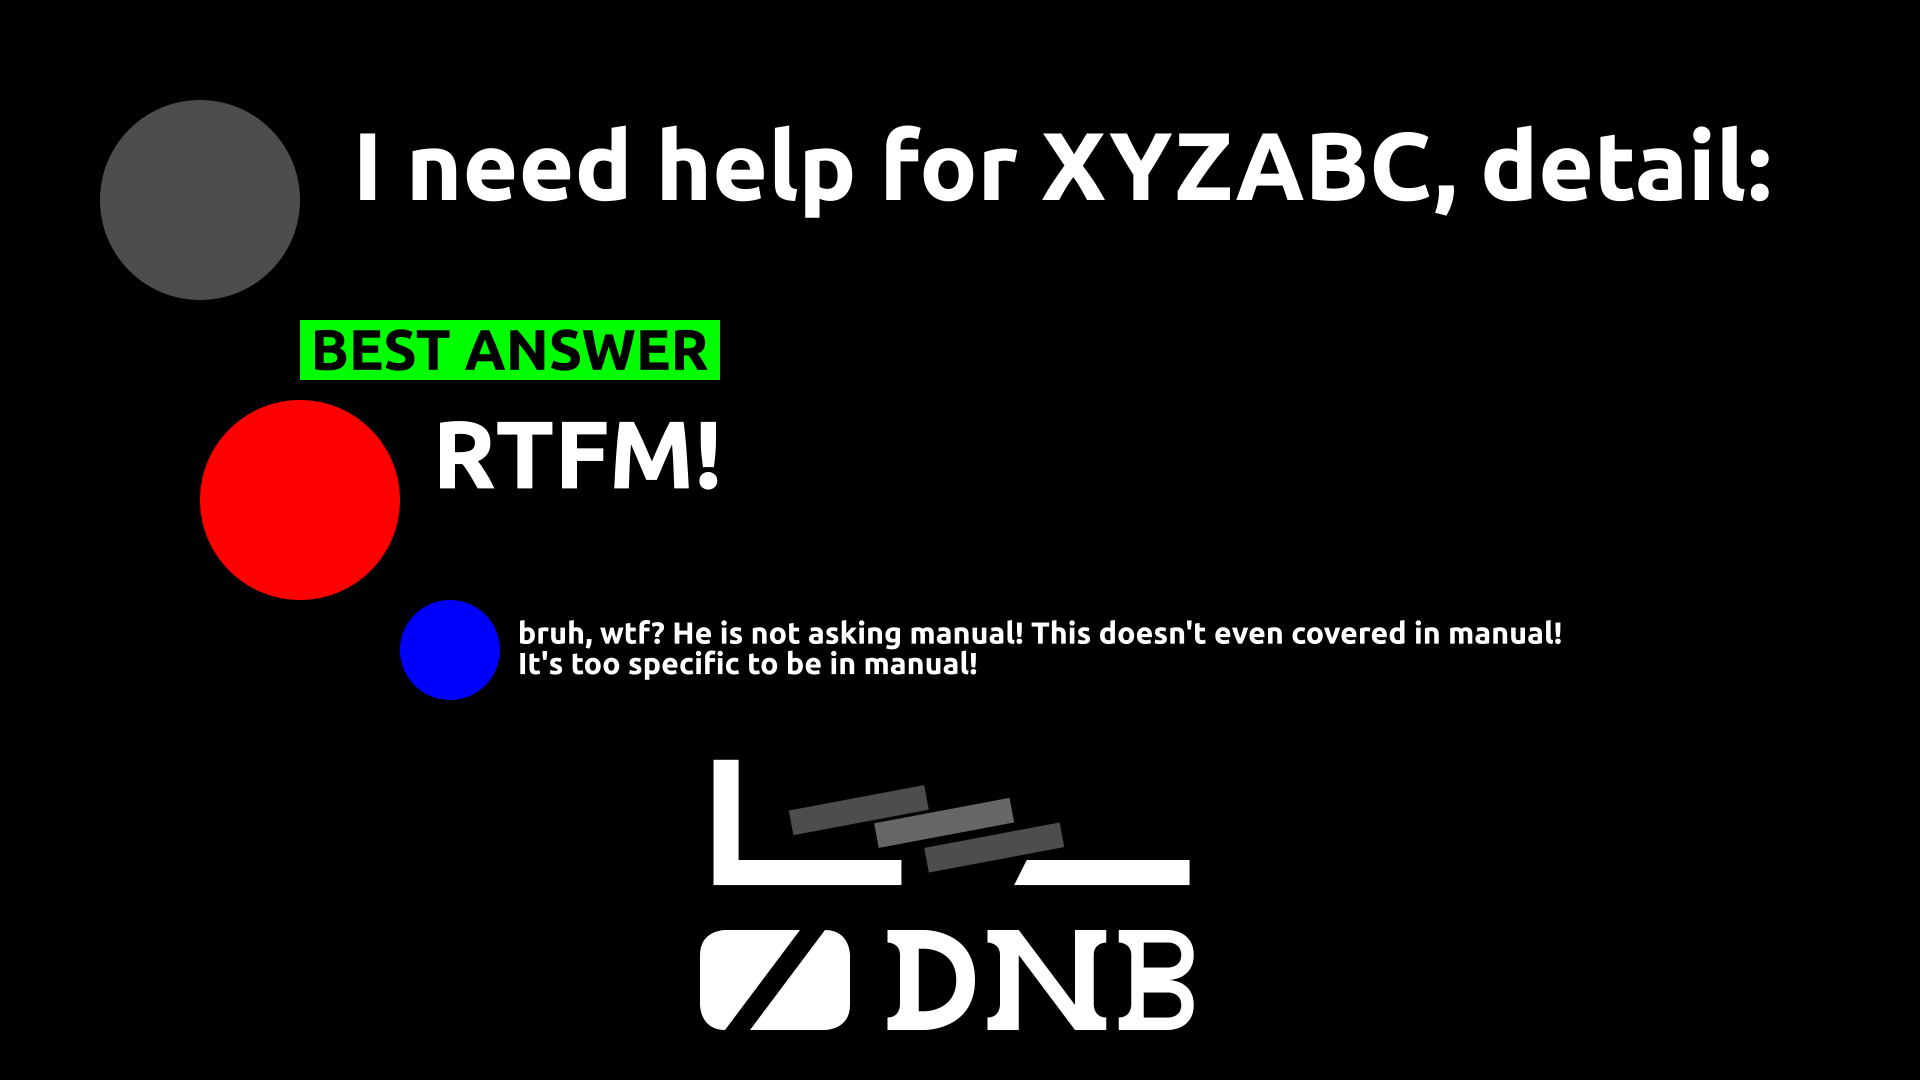 I need help for XYZABC, detail:
BEST ANSWER
RTFM!
bruh, wtf? He is not asking manual! This doesn't even covered in manual!
It's too specific to be in manual!
DNB